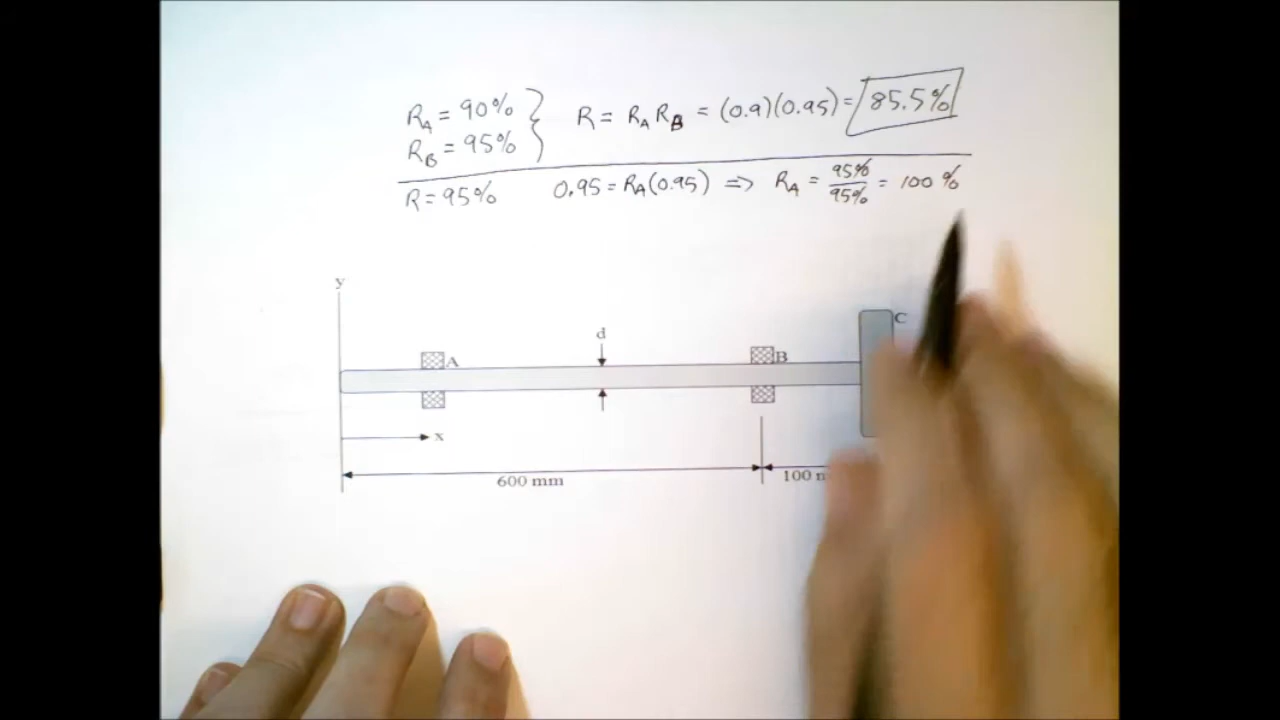 R_A = 90% } R = R_A R_B = (0.9)(0.95) = 85.5%
R_B = 95%
R = 95% 0.95 = R_A(0.95) ⇒ R_A = 95%/95% = 100%
y
d
C
A
B
x
600 mm
100